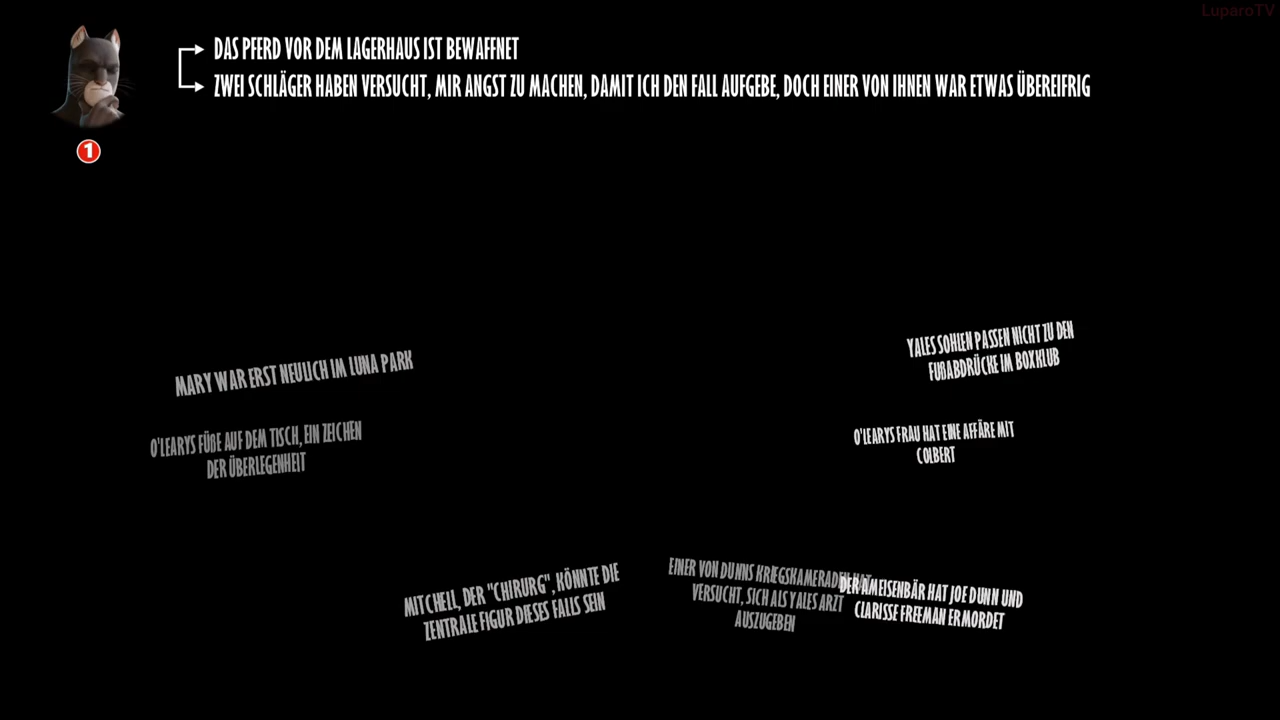 LuparoTV
DAS PFERD VOR DEM LAGERHAUS IST BEWAFFNET
ZWEI SCHLÄGER HABEN VERSUCHT, MIR ANGST ZU MACHEN, DAMIT ICH DEN FALL AUFGEBE, DOCH EINER VON IHNEN WAR ETWAS ÜBEREIFRIG
1
MARY WAR ERST NEULICH IM LUNA PARK
YALES SOHLEN PASSEN NICHT ZU DEN
FUßABDRÜCKE IM BOXKLUB
O'LEARYS FÜßE AUF DEM TISCH, EIN ZEICHEN
DER ÜBERLEGENHEIT
O'LEARYS FRAU HAT EINE AFFÄRE MIT
COLBERT
MITCHELL, DER "CHIRURG", KÖNNTE DIE
ZENTRALE FIGUR DIESES FALLS SEIN
EINER VON DUNNS KRIEGSKAMERADEN HAT
VERSUCHT, SICH ALS YALES ARZT
AUSZUGEBEN
DER AMEISENBÄR HAT JOE DUNN UND
CLARISSE FREEMAN ERMORDET